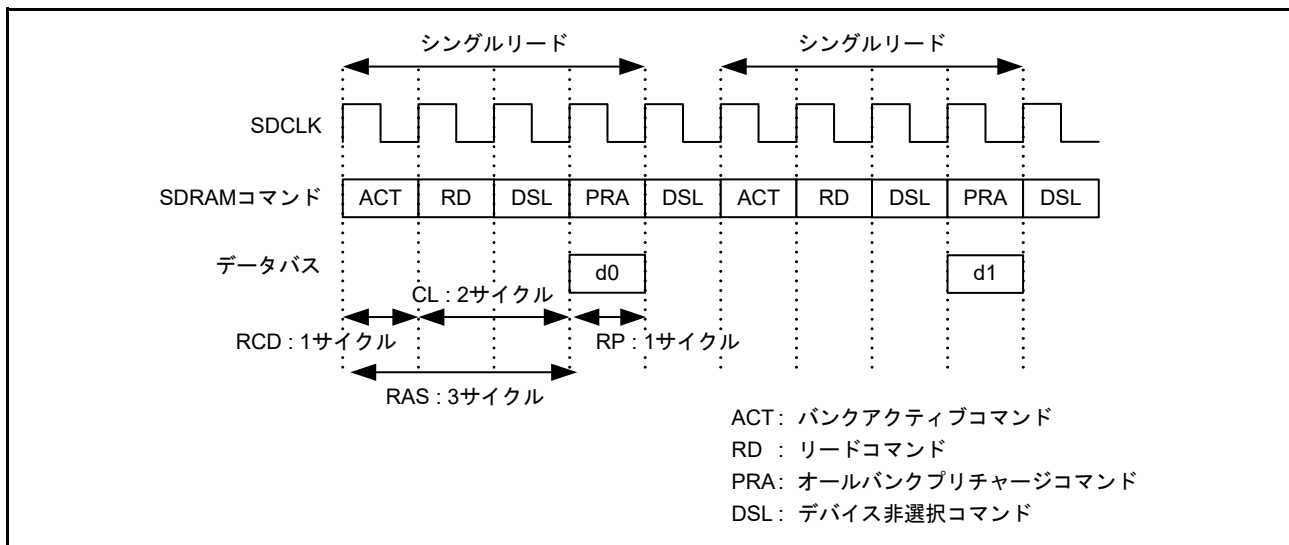 シングルリード シングルリード
SDCLK
SDRAMコマンド ACT RD DSL PRA DSL ACT RD DSL PRA DSL
データバス d0 d1
CL : 2サイクル
RCD : 1サイクル RP : 1サイクル
RAS : 3サイクル
ACT : バンクアクティブコマンド
RD : リードコマンド
PRA : オールバンクプリチャージコマンド
DSL : デバイス非選択コマンド